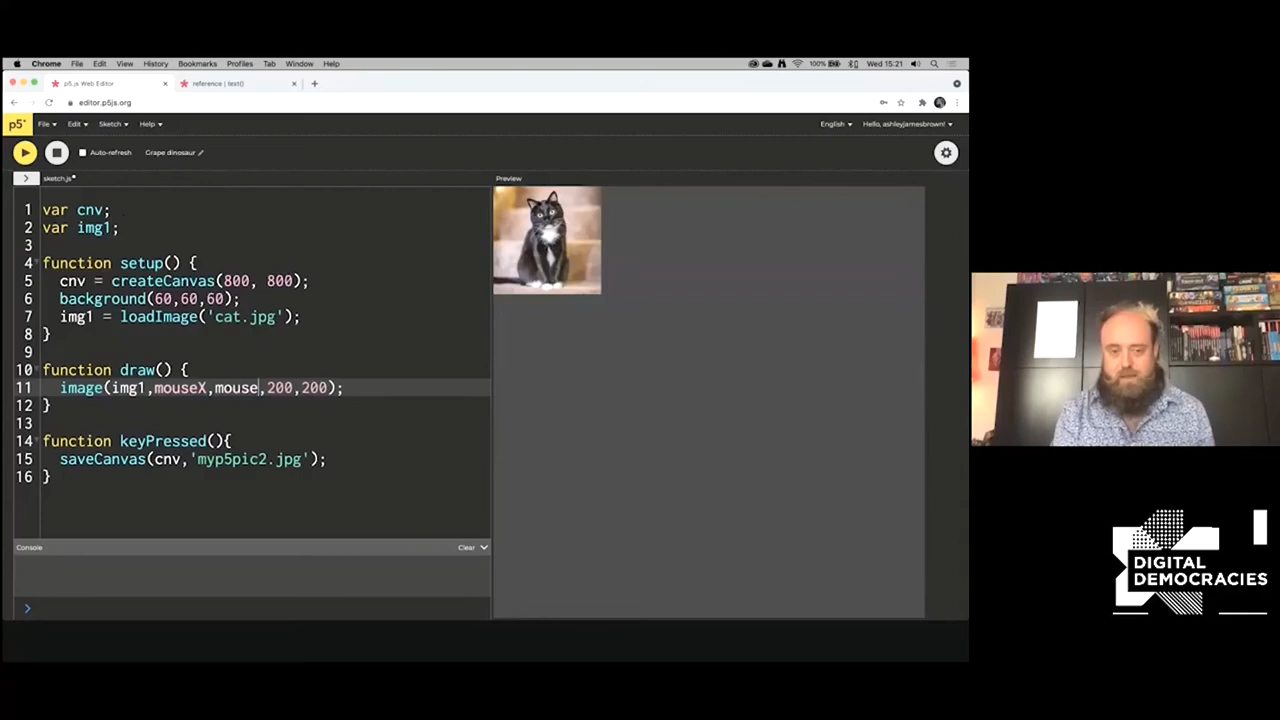 Chrome File Edit View History Bookmarks Profiles Tab Window Help 100% Wed 15:21
p5.js Web Editor × reference | text() × +
editor.p5js.org
p5* File Edit Sketch Help English Hello, ashleyjamesbrown!
Auto-refresh Grape dinosaur
> sketch.js• Preview
1 var cnv;
2 var img1;
3
4 function setup() {
5 cnv = createCanvas(800, 800);
6 background(60,60,60);
7 img1 = loadImage('cat.jpg');
8 }
9
10 function draw() {
11 image(img1,mouseX,mouse,200,200);
12 }
13
14 function keyPressed(){
15 saveCanvas(cnv,'myp5pic2.jpg');
16 }
Console Clear
>
DIGITAL
DEMOCRACIES